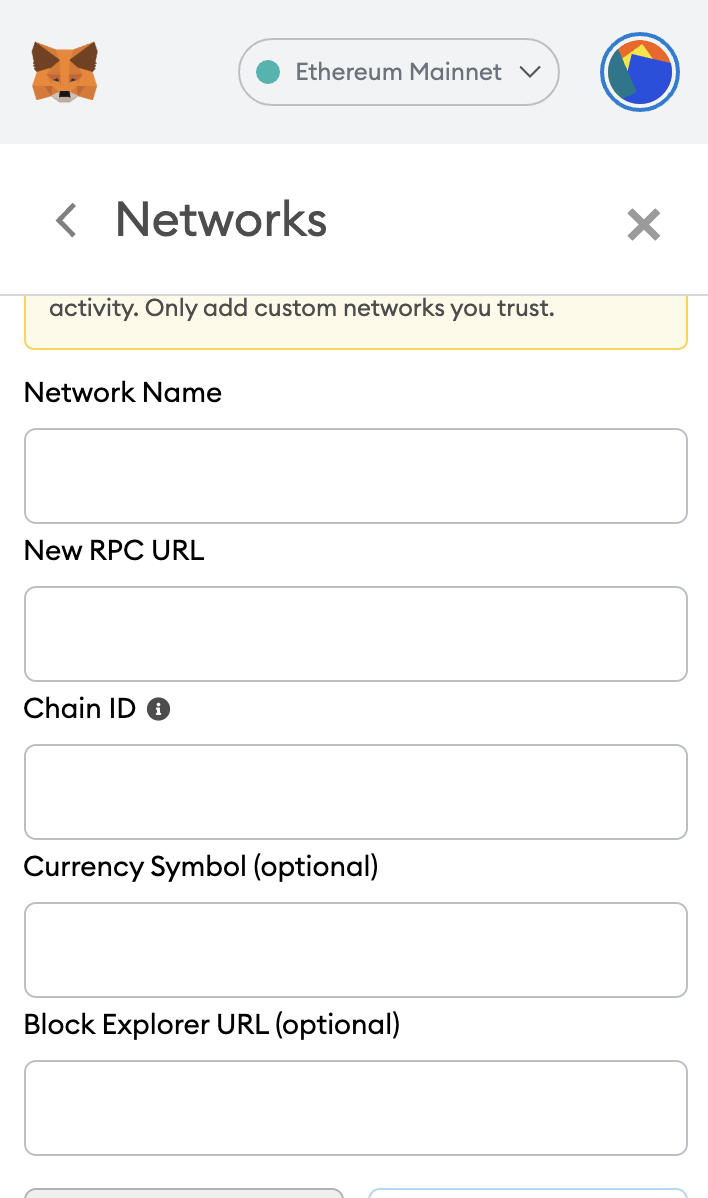 Ethereum Mainnet
Networks
activity. Only add custom networks you trust.
Network Name
New RPC URL
Chain ID
Currency Symbol (optional)
Block Explorer URL (optional)